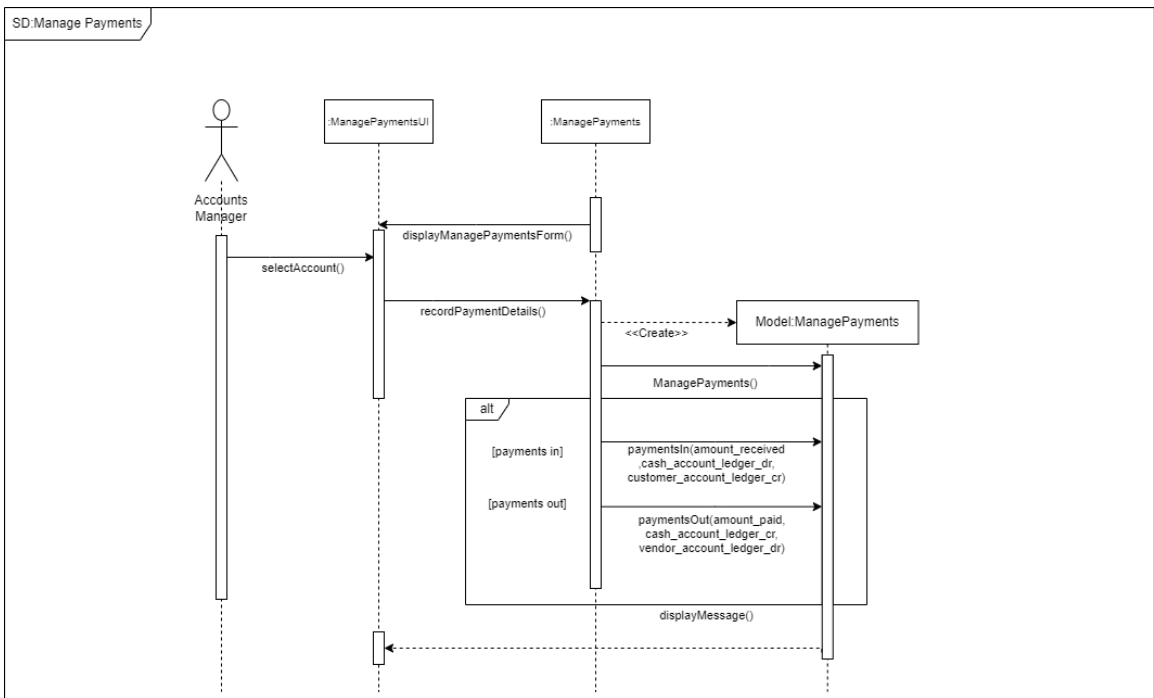 SD:Manage Payments
:ManagePaymentsUI
:ManagePayments
Accounts
Manager
displayManagePaymentsForm()
selectAccount()
recordPaymentDetails()
<<Create>>
Model:ManagePayments
ManagePayments()
alt
[payments in]
paymentsIn(amount_received
,cash_account_ledger_dr,
customer_account_ledger_cr)
[payments out]
paymentsOut(amount_paid,
cash_account_ledger_cr,
vendor_account_ledger_dr)
displayMessage()